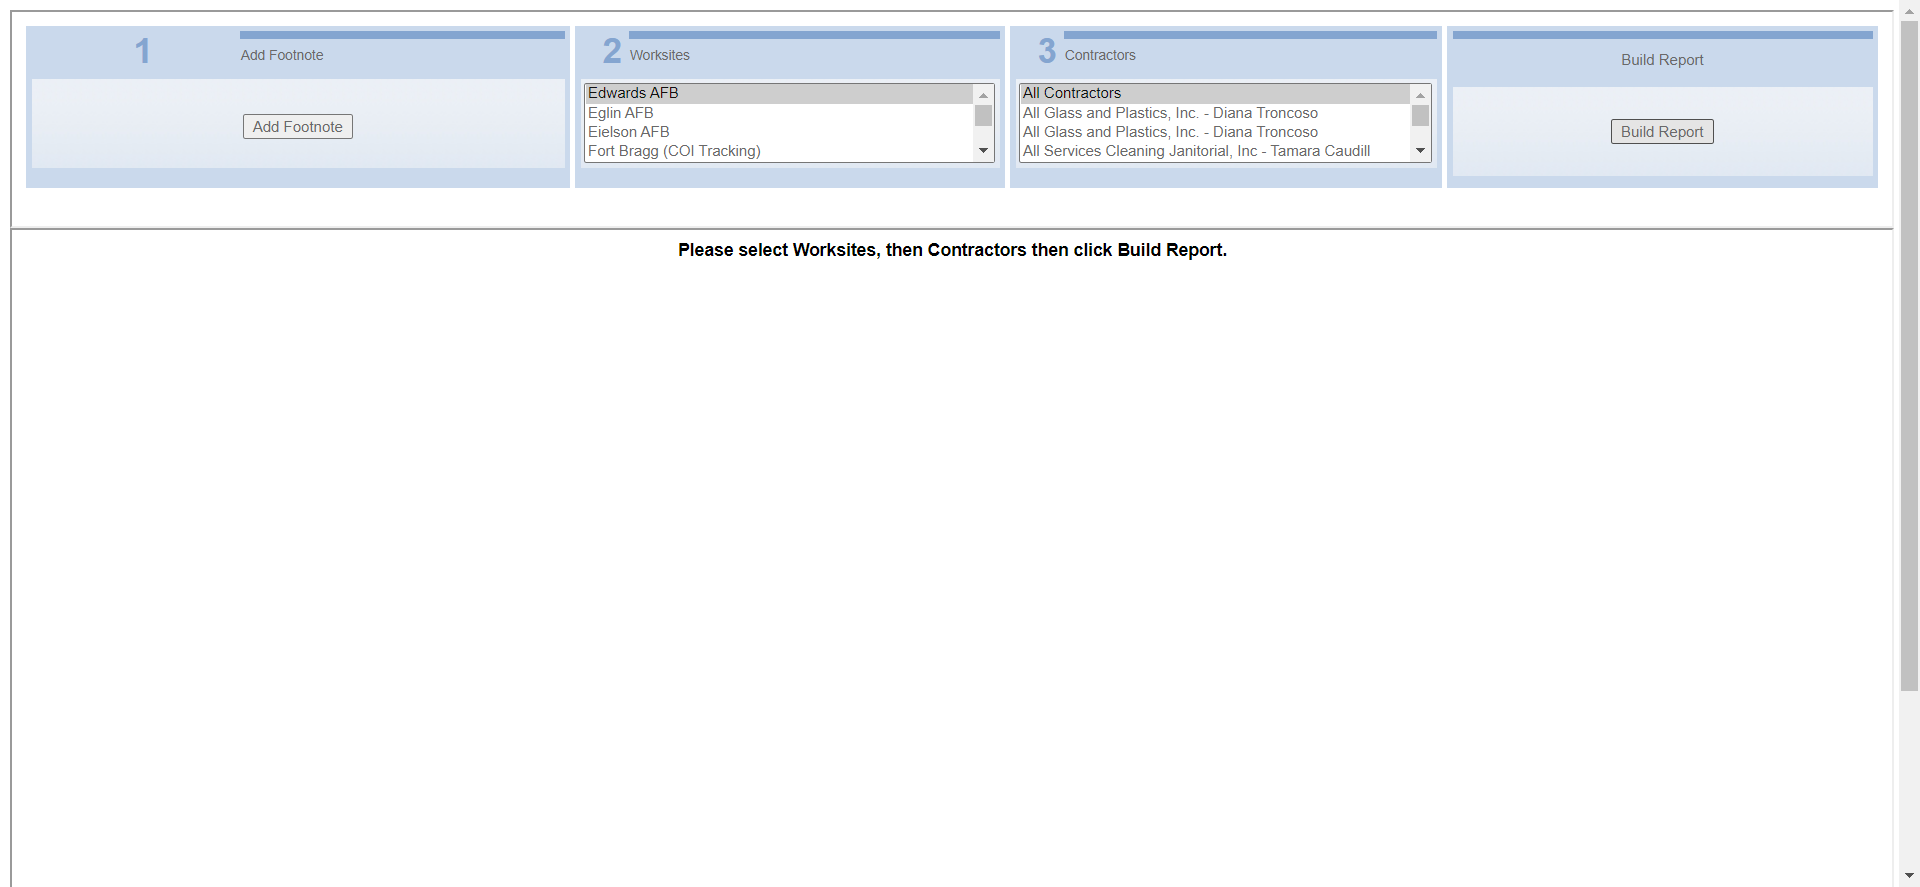 1
Add Footnote
Add Footnote
2
Worksites
Edwards AFB
Eglin AFB
Eielson AFB
Fort Bragg (COI Tracking)
3
Contractors
All Contractors
All Glass and Plastics, Inc. - Diana Troncoso
All Glass and Plastics, Inc. - Diana Troncoso
All Services Cleaning Janitorial, Inc - Tamara Caudill
Build Report
Build Report
Please select Worksites, then Contractors then click Build Report.